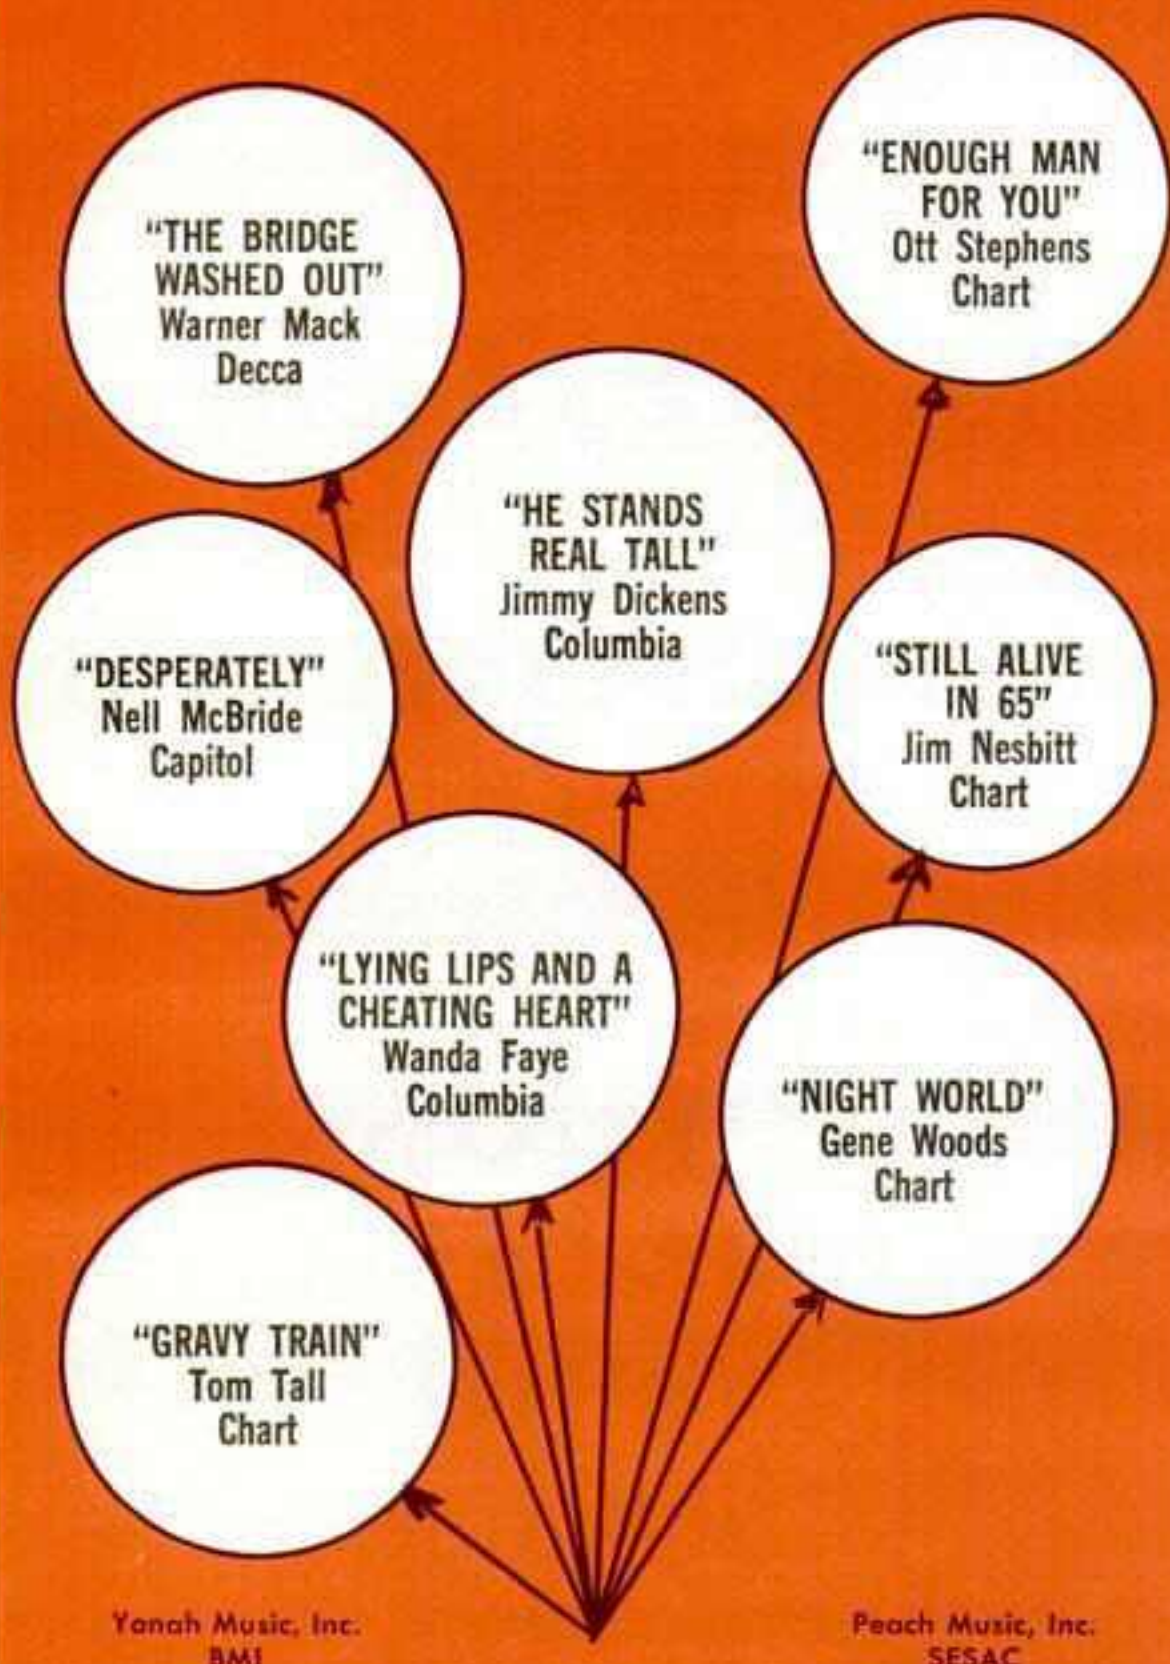 “THE BRIDGE
WASHED OUT”
Warner Mack
Decca
“ENOUGH MAN
FOR YOU”
Ott Stephens
Chart
“HE STANDS
REAL TALL”
Jimmy Dickens
Columbia
“DESPERATELY”
Nell McBride
Capitol
“STILL ALIVE
IN 65”
Jim Nesbitt
Chart
“LYING LIPS AND A
CHEATING HEART”
Wanda Faye
Columbia
“NIGHT WORLD”
Gene Woods
Chart
“GRAVY TRAIN”
Tom Tall
Chart
Yonah Music, Inc.
BMI
Peach Music, Inc.
SESAC